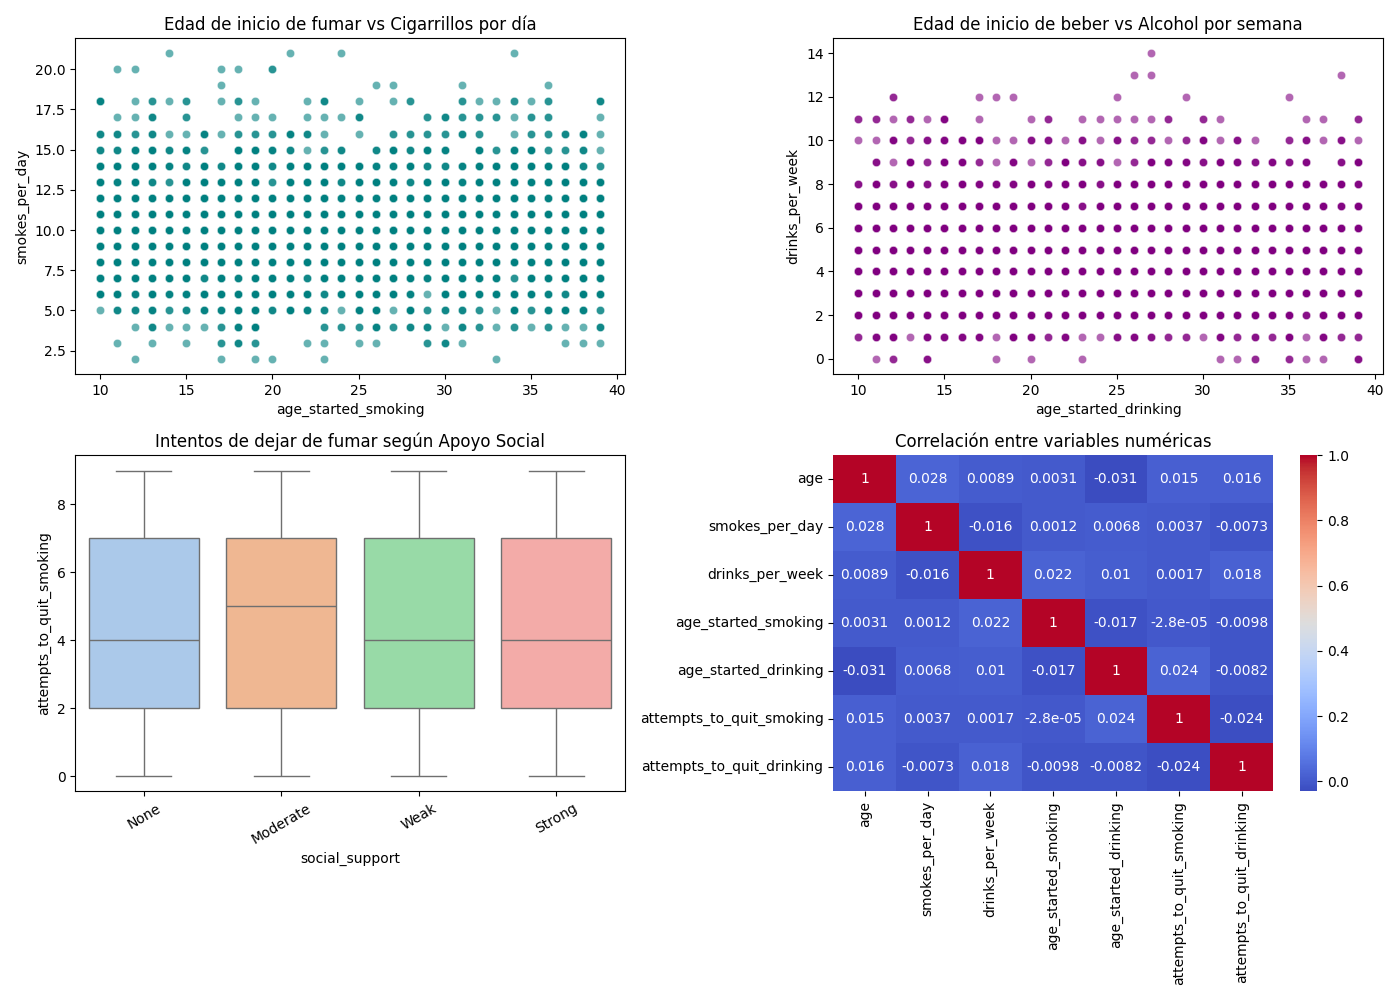 Edad de inicio de fumar vs Cigarrillos por día
20.0
17.5
15.0
12.5
10.0
7.5
5.0
2.5
smokes_per_day
10 15 20 25 30 35 40
age_started_smoking
Edad de inicio de beber vs Alcohol por semana
14
12
10
8
6
4
2
0
drinks_per_week
10 15 20 25 30 35 40
age_started_drinking
Intentos de dejar de fumar según Apoyo Social
8
6
4
2
0
attempts_to_quit_smoking
None Moderate Weak Strong
social_support
Correlación entre variables numéricas
age 1 0.028 0.0089 0.0031 -0.031 0.015 0.016
smokes_per_day 0.028 1 -0.016 0.0012 0.0068 0.0037 -0.0073
drinks_per_week 0.0089 -0.016 1 0.022 0.01 0.0017 0.018
age_started_smoking 0.0031 0.0012 0.022 1 -0.017 -2.8e-05 -0.0098
age_started_drinking -0.031 0.0068 0.01 -0.017 1 0.024 -0.0082
attempts_to_quit_smoking 0.015 0.0037 0.0017 -2.8e-05 0.024 1 -0.024
attempts_to_quit_drinking 0.016 -0.0073 0.018 -0.0098 -0.0082 -0.024 1
age smokes_per_day drinks_per_week age_started_smoking age_started_drinking attempts_to_quit_smoking attempts_to_quit_drinking
1.0
0.8
0.6
0.4
0.2
0.0